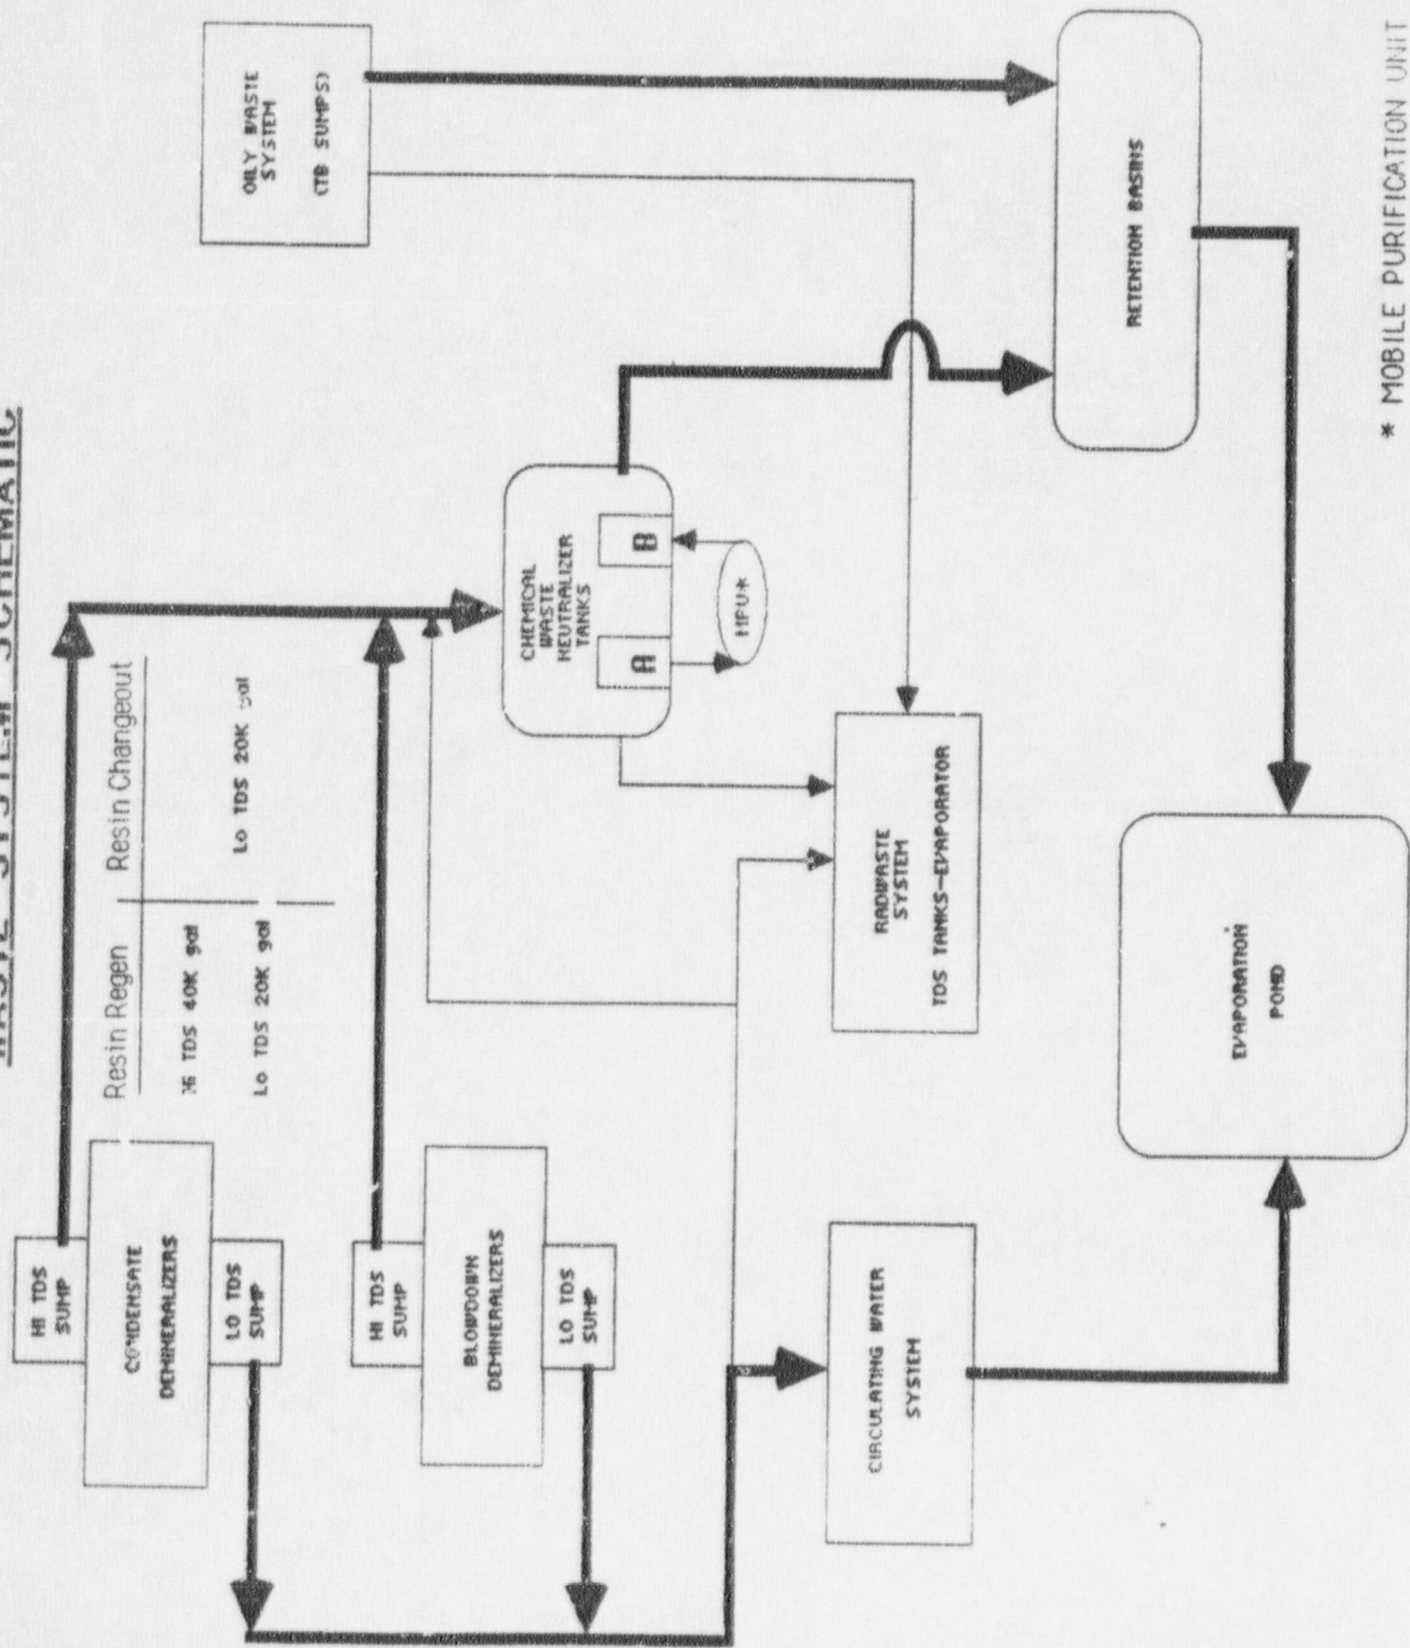 WASTE SYSTEM SCHEMATIC
HI TDS
SUMP
CONDENSATE
DEMINERALIZERS
LO TDS
SUMP
Resin Regen
Resin Changeout
TDS 40K gal
Lo TDS 20K gal
Lo TDS 20K gal
HI TDS
SUMP
BLOWDOWN
DEMINERALIZERS
LO TDS
SUMP
OILY WASTE
SYSTEM
(TB SUMPS)
CHEMICAL
WASTE
NEUTRALIZER
TANKS
A
B
MPU*
CIRCULATING WATER
SYSTEM
RADWASTE
SYSTEM
TDS TANKS-EVAPORATOR
RETENTION BASINS
EVAPORATION
POND
* MOBILE PURIFICATION UNIT